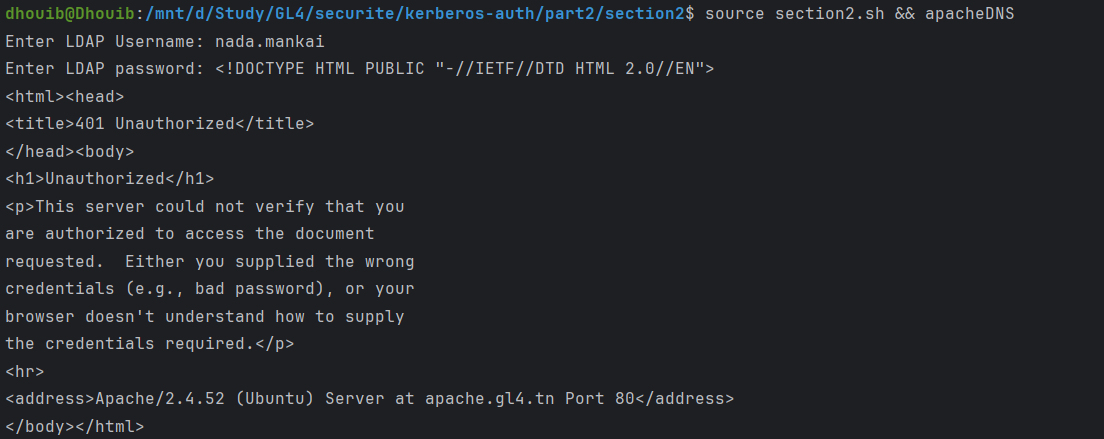 dhouib@Dhouib:/mnt/d/Study/GL4/securite/kerberos-auth/part2/section2$ source section2.sh && apacheDNS
Enter LDAP Username: nada.mankai
Enter LDAP password: <!DOCTYPE HTML PUBLIC "-//IETF//DTD HTML 2.0//EN">
<html><head>
<title>401 Unauthorized</title>
</head><body>
<h1>Unauthorized</h1>
<p>This server could not verify that you
are authorized to access the document
requested.  Either you supplied the wrong
credentials (e.g., bad password), or your
browser doesn't understand how to supply
the credentials required.</p>
<hr>
<address>Apache/2.4.52 (Ubuntu) Server at apache.gl4.tn Port 80</address>
</body></html>